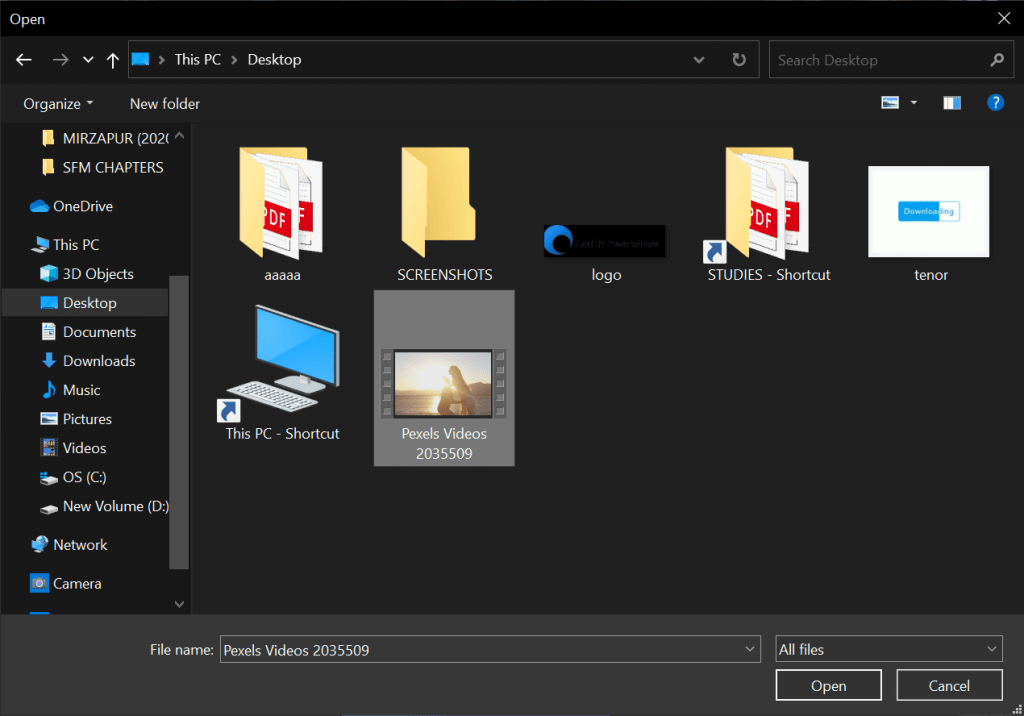 Open
This PC
Desktop
Search Desktop
Organize
New folder
MIRZAPUR (202
SFM CHAPTERS
OneDrive
This PC
3D Objects
Desktop
Documents
Downloads
Music
Pictures
Videos
OS (C:)
New Volume (D:)
Network
Camera
PDF
aaaaa
SCREENSHOTS
logo
PDF
STUDIES - Shortcut
Downloading
tenor
This PC - Shortcut
Pexels Videos
2035509
File name:
Pexels Videos 2035509
All files
Open
Cancel